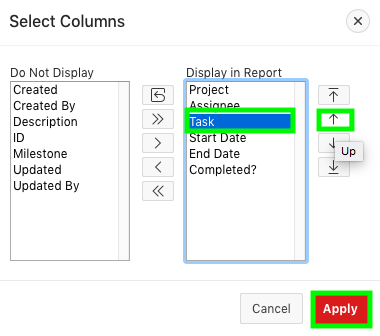 Select Columns
Do Not Display
Created
Created By
Description
ID
Milestone
Updated
Updated By
Display in Report
Project
Assignee
Task
Start Date
End Date
Completed?
Up
Cancel
Apply